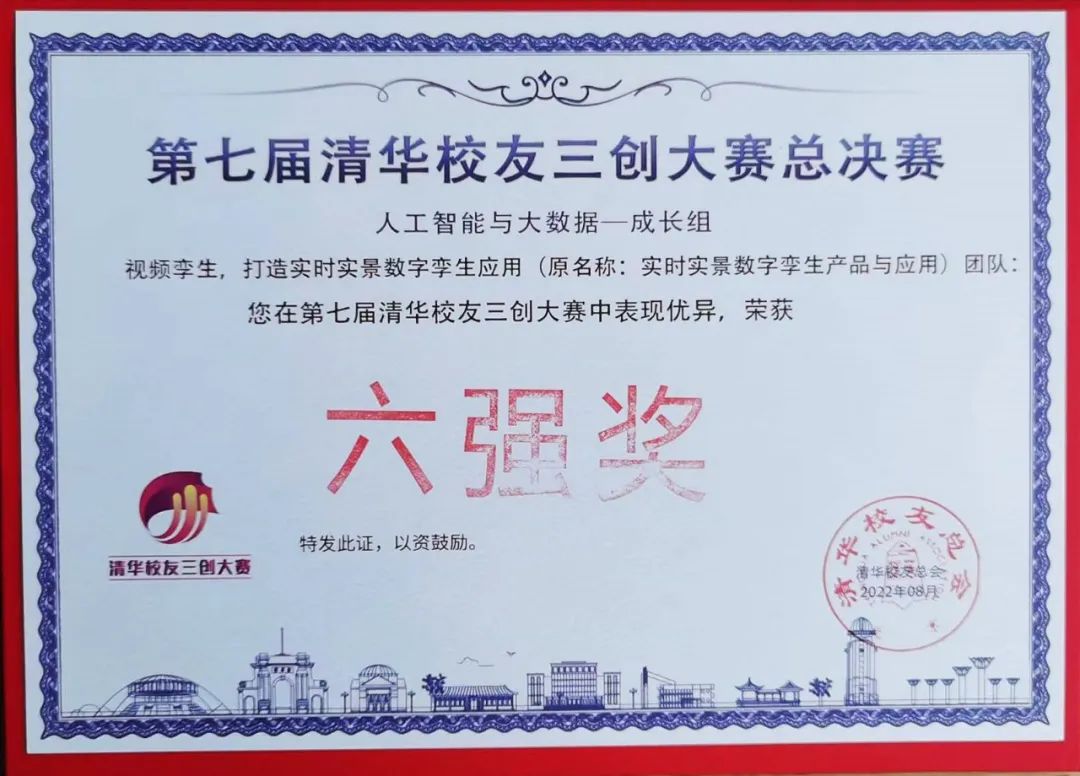 第七届清华校友三创大赛总决赛
人工智能与大数据—成长组
视频孪生，打造实时实景数字孪生应用（原名称：实时实景数字孪生产品与应用）团队：
您在第七届清华校友三创大赛中表现优异，荣获
六强奖
特发此证，以资鼓励。
清华校友三创大赛
清华校友总会
ALUMNI ASSOCIATION
清华校友总会
2022年08月